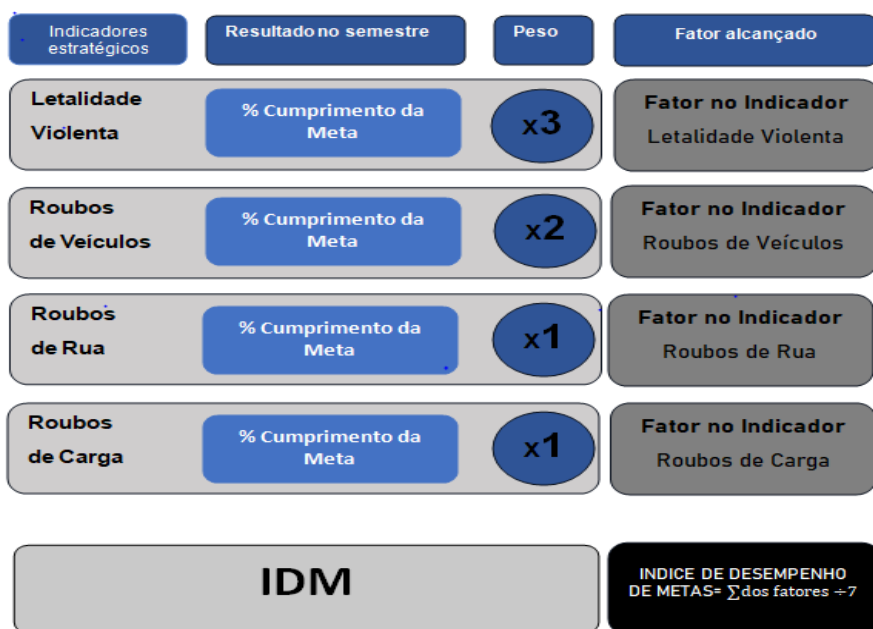 Indicadores
estratégicos
Resultado no semestre
Peso
Fator alcançado
Letalidade
Violenta
% Cumprimento da
Meta
x3
Fator no Indicador
Letalidade Violenta
Roubos
de Veículos
% Cumprimento da
Meta
x2
Fator no Indicador
Roubos de Veículos
Roubos
de Rua
% Cumprimento da
Meta
x1
Fator no Indicador
Roubos de Rua
Roubos
de Carga
% Cumprimento da
Meta
x1
Fator no Indicador
Roubos de Carga
IDM
INDICE DE DESEMPENHO
DE METAS= ∑dos fatores ÷7